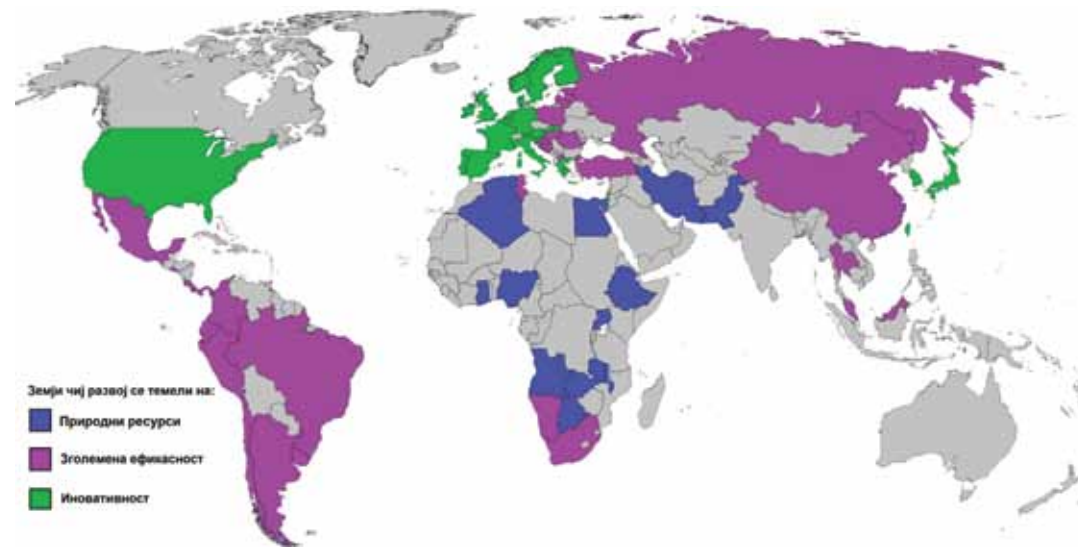 Земји чиј развој се темели на:
Природни ресурси
Зголемена ефикасност
Иновативност